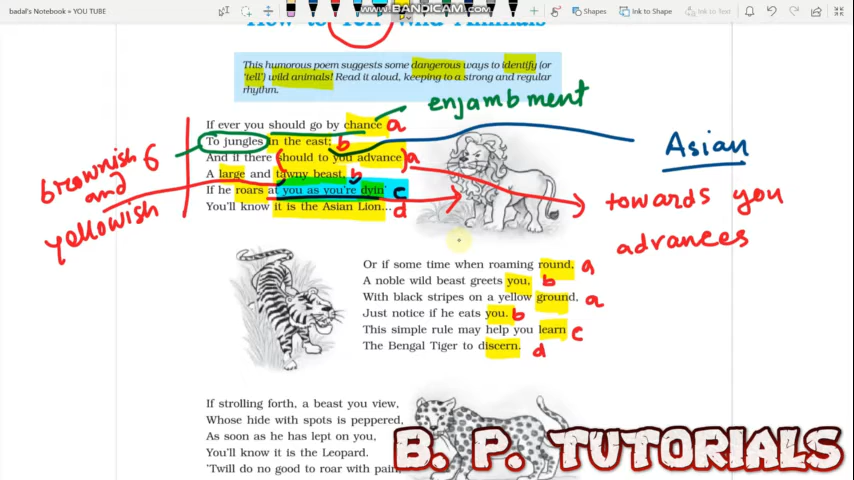 badal's Notebook » YOU TUBE
www.BANDICAM.com
Shapes
Ink to Shape
Ink to Text
How to Tell Wild Animals
This humorous poem suggests some dangerous ways to identify (or
'tell') wild animals! Read it aloud, keeping to a strong and regular
rhythm.
enjambment
If ever you should go by chance a
To jungles in the east; b
And if there should to you advance a
A large and tawny beast, b
If he roars at you as you're dyin' c
You'll know it is the Asian Lion... d
brownish 6
and
yellowish
Asian
towards you
advances
Or if some time when roaming round, a
A noble wild beast greets you, b
With black stripes on a yellow ground, a
Just notice if he eats you. b
This simple rule may help you learn c
The Bengal Tiger to discern. d
If strolling forth, a beast you view,
Whose hide with spots is peppered,
As soon as he has lept on you,
You'll know it is the Leopard.
'Twill do no good to roar with pain,
B. P. TUTORIALS